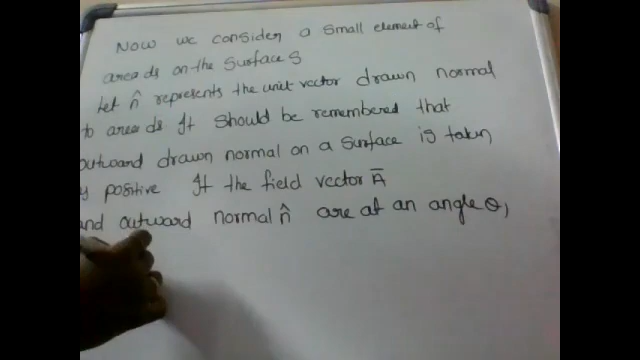 Now we consider a small element of
area ds on the surface S
Let n̂ represents the unit vector drawn normal
to area ds. It should be remembered that
outward drawn normal on a surface is taken
y positive If the field vector A̅
and outward normal n̂ are at an angle θ,